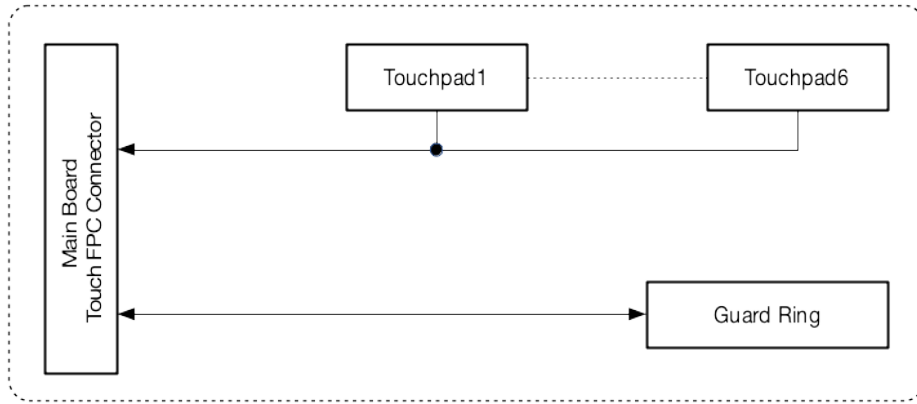 Touchpad1
Touchpad6
Main Board
Touch FPC Connector
Guard Ring